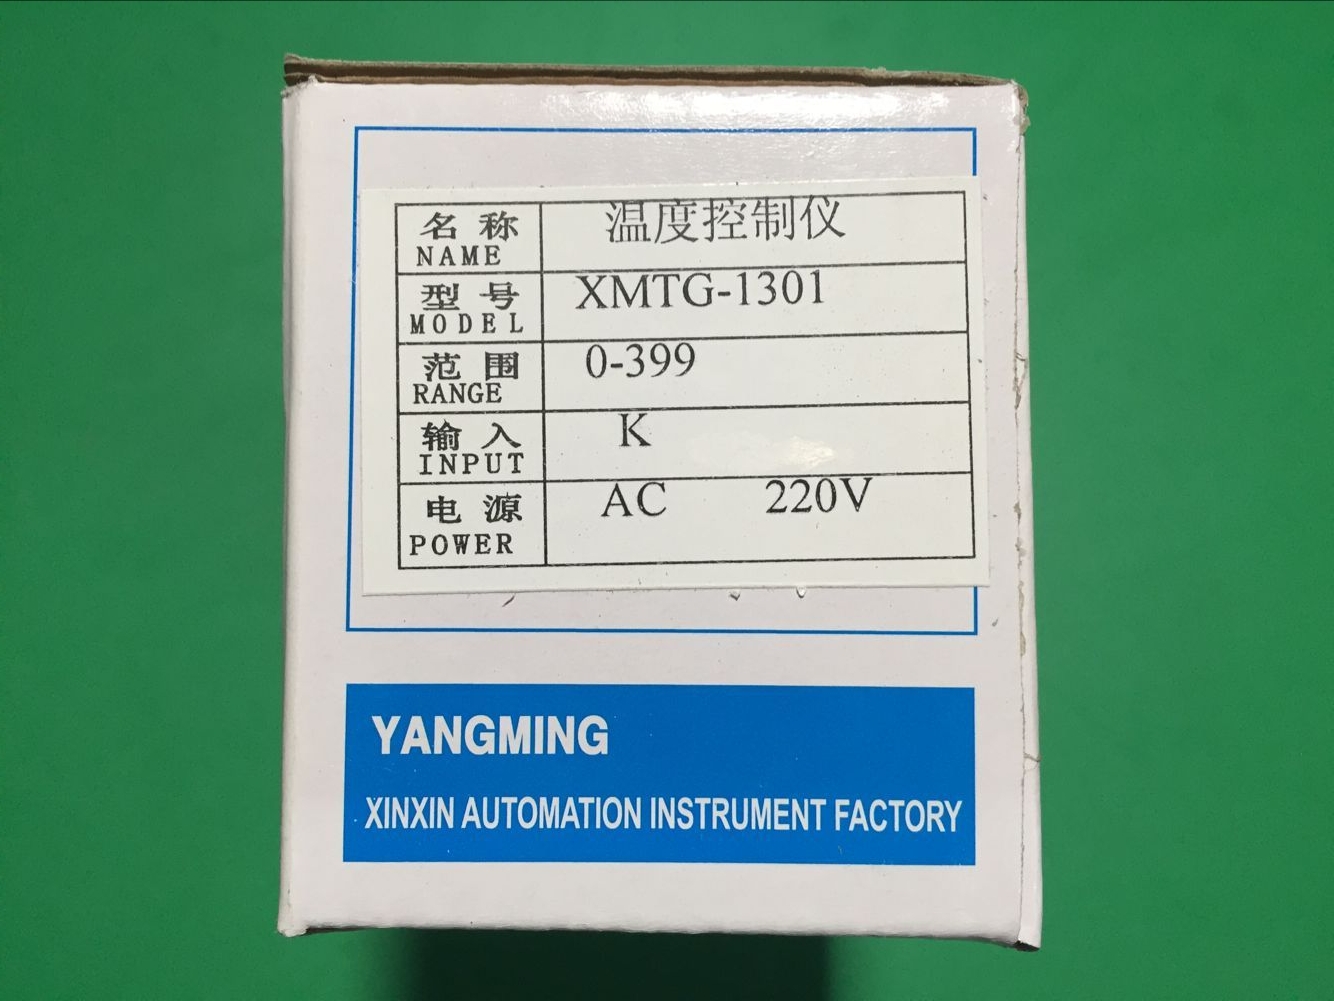 名 称 温度控制仪
NAME
型 号 XMTG-1301
MODEL
范 围 0-399
RANGE
输 入 K
INPUT
电 源 AC 220V
POWER
YANGMING
XINXIN AUTOMATION INSTRUMENT FACTORY